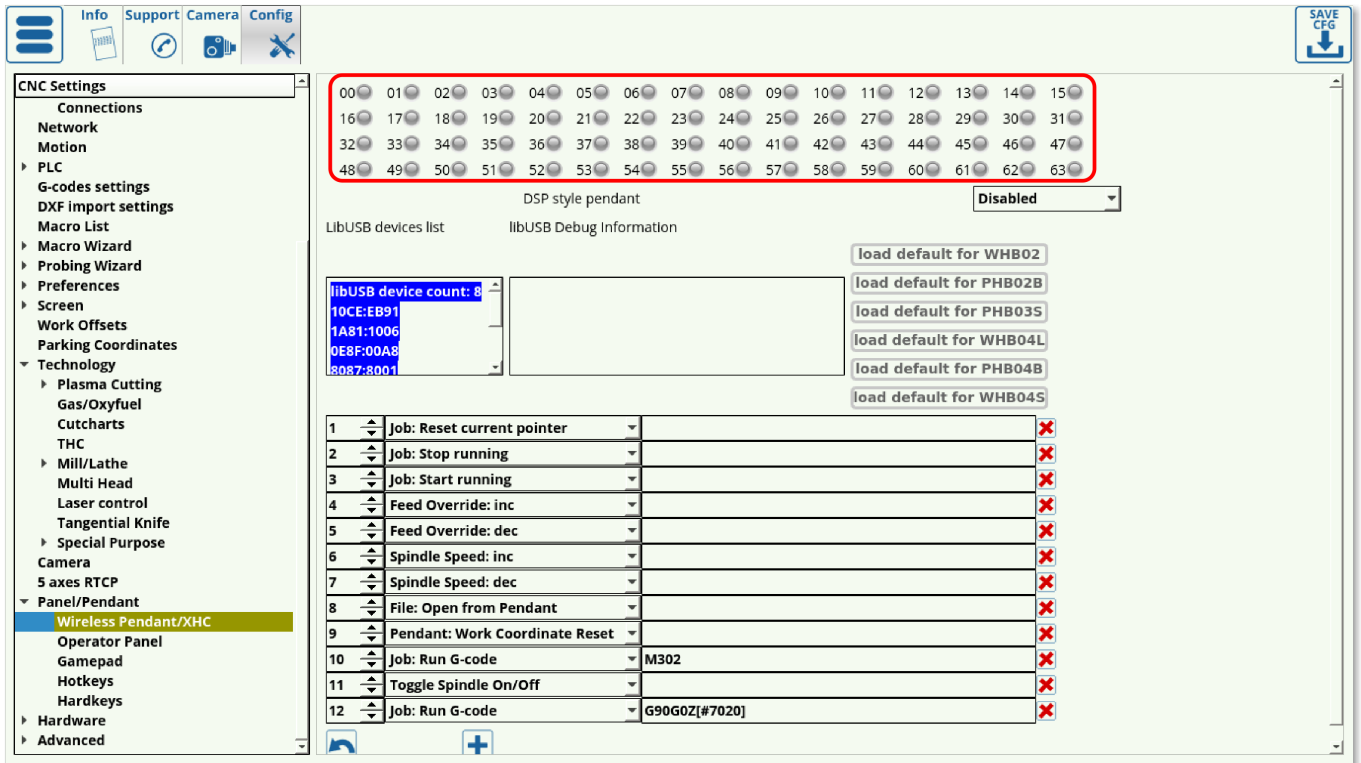 Info Support Camera Config
SAVE
CFG
CNC Settings
Connections
Network
Motion
PLC
G-codes settings
DXF import settings
Macro List
Macro Wizard
Probing Wizard
Preferences
Screen
Work Offsets
Parking Coordinates
Technology
Plasma Cutting
Gas/Oxyfuel
Cutcharts
THC
Mill/Lathe
Multi Head
Laser control
Tangential Knife
Special Purpose
Camera
5 axes RTCP
Panel/Pendant
Wireless Pendant/XHC
Operator Panel
Gamepad
Hotkeys
Hardkeys
Hardware
Advanced
00 01 02 03 04 05 06 07 08 09 10 11 12 13 14 15
16 17 18 19 20 21 22 23 24 25 26 27 28 29 30 31
32 33 34 35 36 37 38 39 40 41 42 43 44 45 46 47
48 49 50 51 52 53 54 55 56 57 58 59 60 61 62 63
DSP style pendant Disabled
LibUSB devices list libUSB Debug Information
libUSB device count: 8
10CE:EB91
1A81:1006
0E8F:00A8
8087:8001
load default for WHB02
load default for PHB02B
load default for PHB03S
load default for WHB04L
load default for PHB04B
load default for WHB04S
1 Job: Reset current pointer
2 Job: Stop running
3 Job: Start running
4 Feed Override: inc
5 Feed Override: dec
6 Spindle Speed: inc
7 Spindle Speed: dec
8 File: Open from Pendant
9 Pendant: Work Coordinate Reset
10 Job: Run G-code M302
11 Toggle Spindle On/Off
12 Job: Run G-code G90G0Z[#7020]